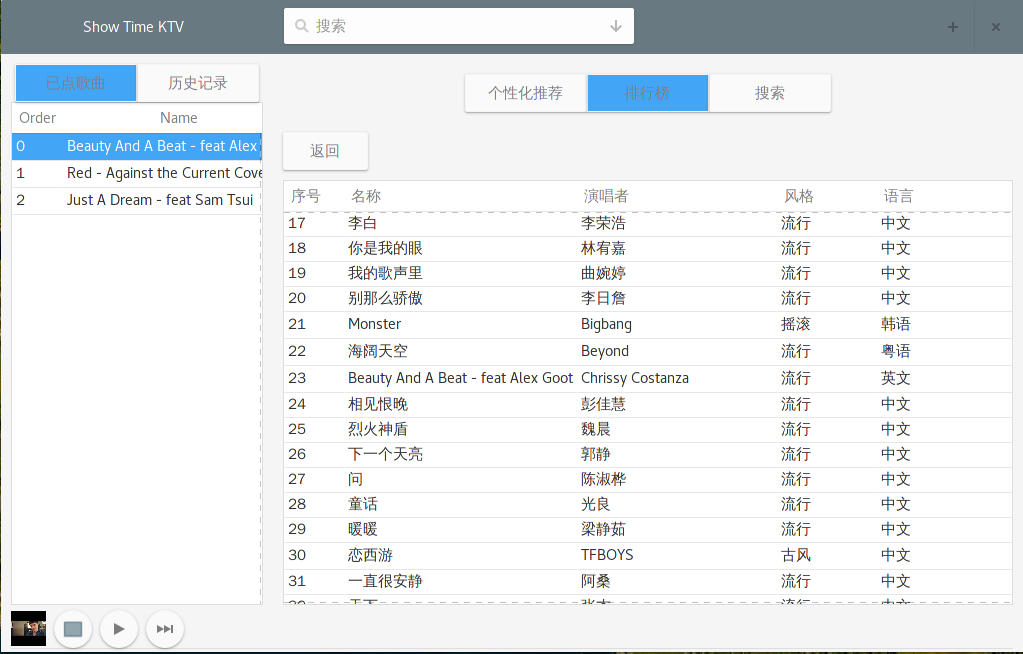 Show Time KTV
搜索
已点歌曲 历史记录
Order Name
0 Beauty And A Beat - feat Alex
1 Red - Against the Current Cove
2 Just A Dream - feat Sam Tsui
个性化推荐 排行榜 搜索
返回
序号 名称 演唱者 风格 语言
17 李白 李荣浩 流行 中文
18 你是我的眼 林宥嘉 流行 中文
19 我的歌声里 曲婉婷 流行 中文
20 别那么骄傲 李日詹 流行 中文
21 Monster Bigbang 摇滚 韩语
22 海阔天空 Beyond 流行 粤语
23 Beauty And A Beat - feat Alex Goot Chrissy Costanza 流行 英文
24 相见恨晚 彭佳慧 流行 中文
25 烈火神盾 魏晨 流行 中文
26 下一个天亮 郭静 流行 中文
27 问 陈淑桦 流行 中文
28 童话 光良 流行 中文
29 暖暖 梁静茹 流行 中文
30 恋西游 TFBOYS 古风 中文
31 一直很安静 阿桑 流行 中文